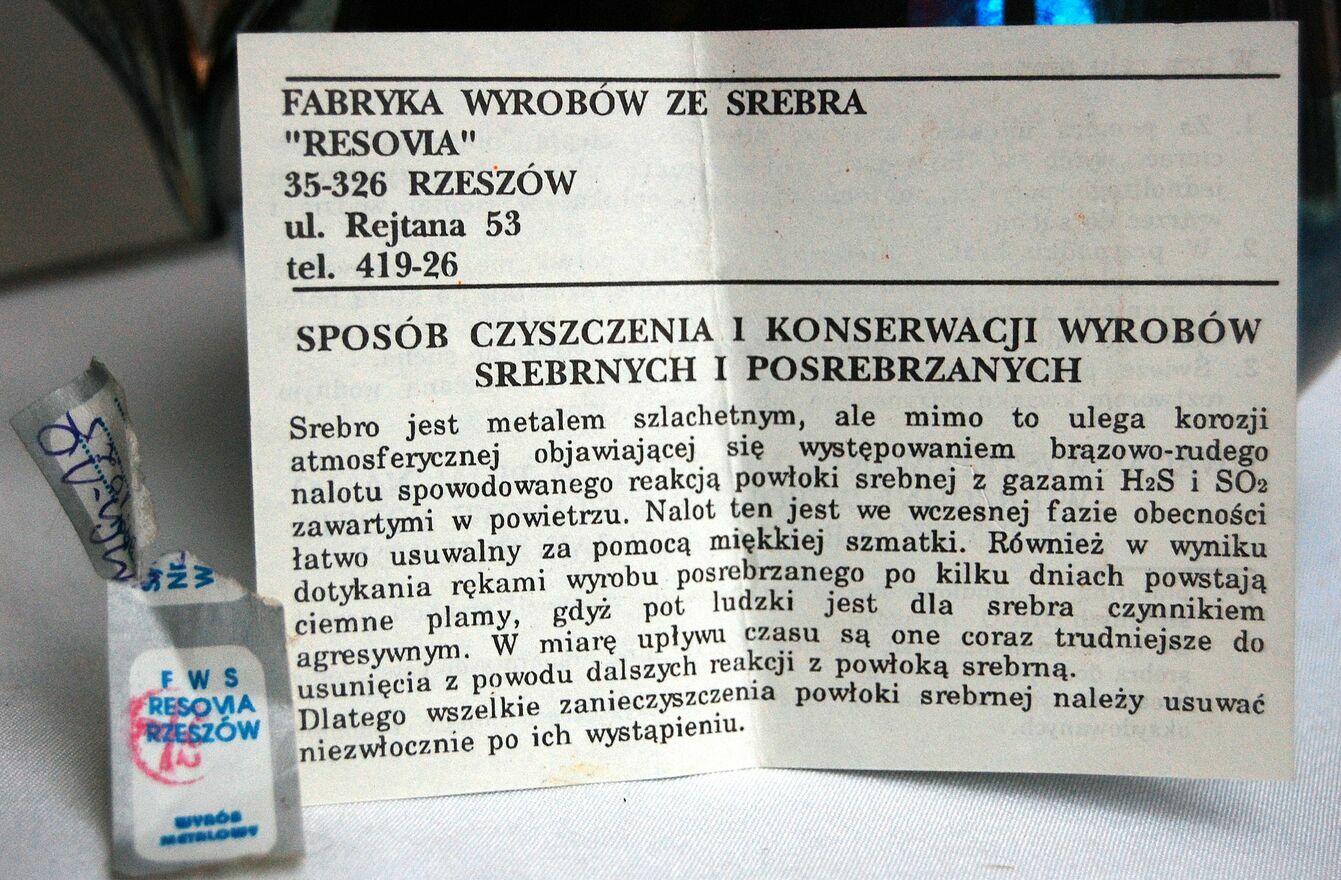 FABRYKA WYROBÓW ZE SREBRA
"RESOVIA"
35-326 RZESZÓW
ul. Rejtana 53
tel. 419-26
SPOSÓB CZYSZCZENIA I KONSERWACJI WYROBÓW
SREBRNYCH I POSREBRZANYCH
Srebro jest metalem szlachetnym, ale mimo to ulega korozji
atmosferycznej objawiającej się występowaniem brązowo-rudego
nalotu spowodowanego reakcją powłoki srebnej z gazami H2S i SO2
zawartymi w powietrzu. Nalot ten jest we wczesnej fazie obecności
łatwo usuwalny za pomocą miękkiej szmatki. Również w wyniku
dotykania rękami wyrobu posrebrzanego po kilku dniach powstają
ciemne plamy, gdyż pot ludzki jest dla srebra czynnikiem
agresywnym. W miarę upływu czasu są one coraz trudniejsze do
usunięcia z powodu dalszych reakcji z powłoką srebrną.
Dlatego wszelkie zanieczyszczenia powłoki srebrnej należy usuwać
niezwłocznie po ich wystąpieniu.
F W S
RESOVIA
RZESZÓW
WYRÓB
METALOWY